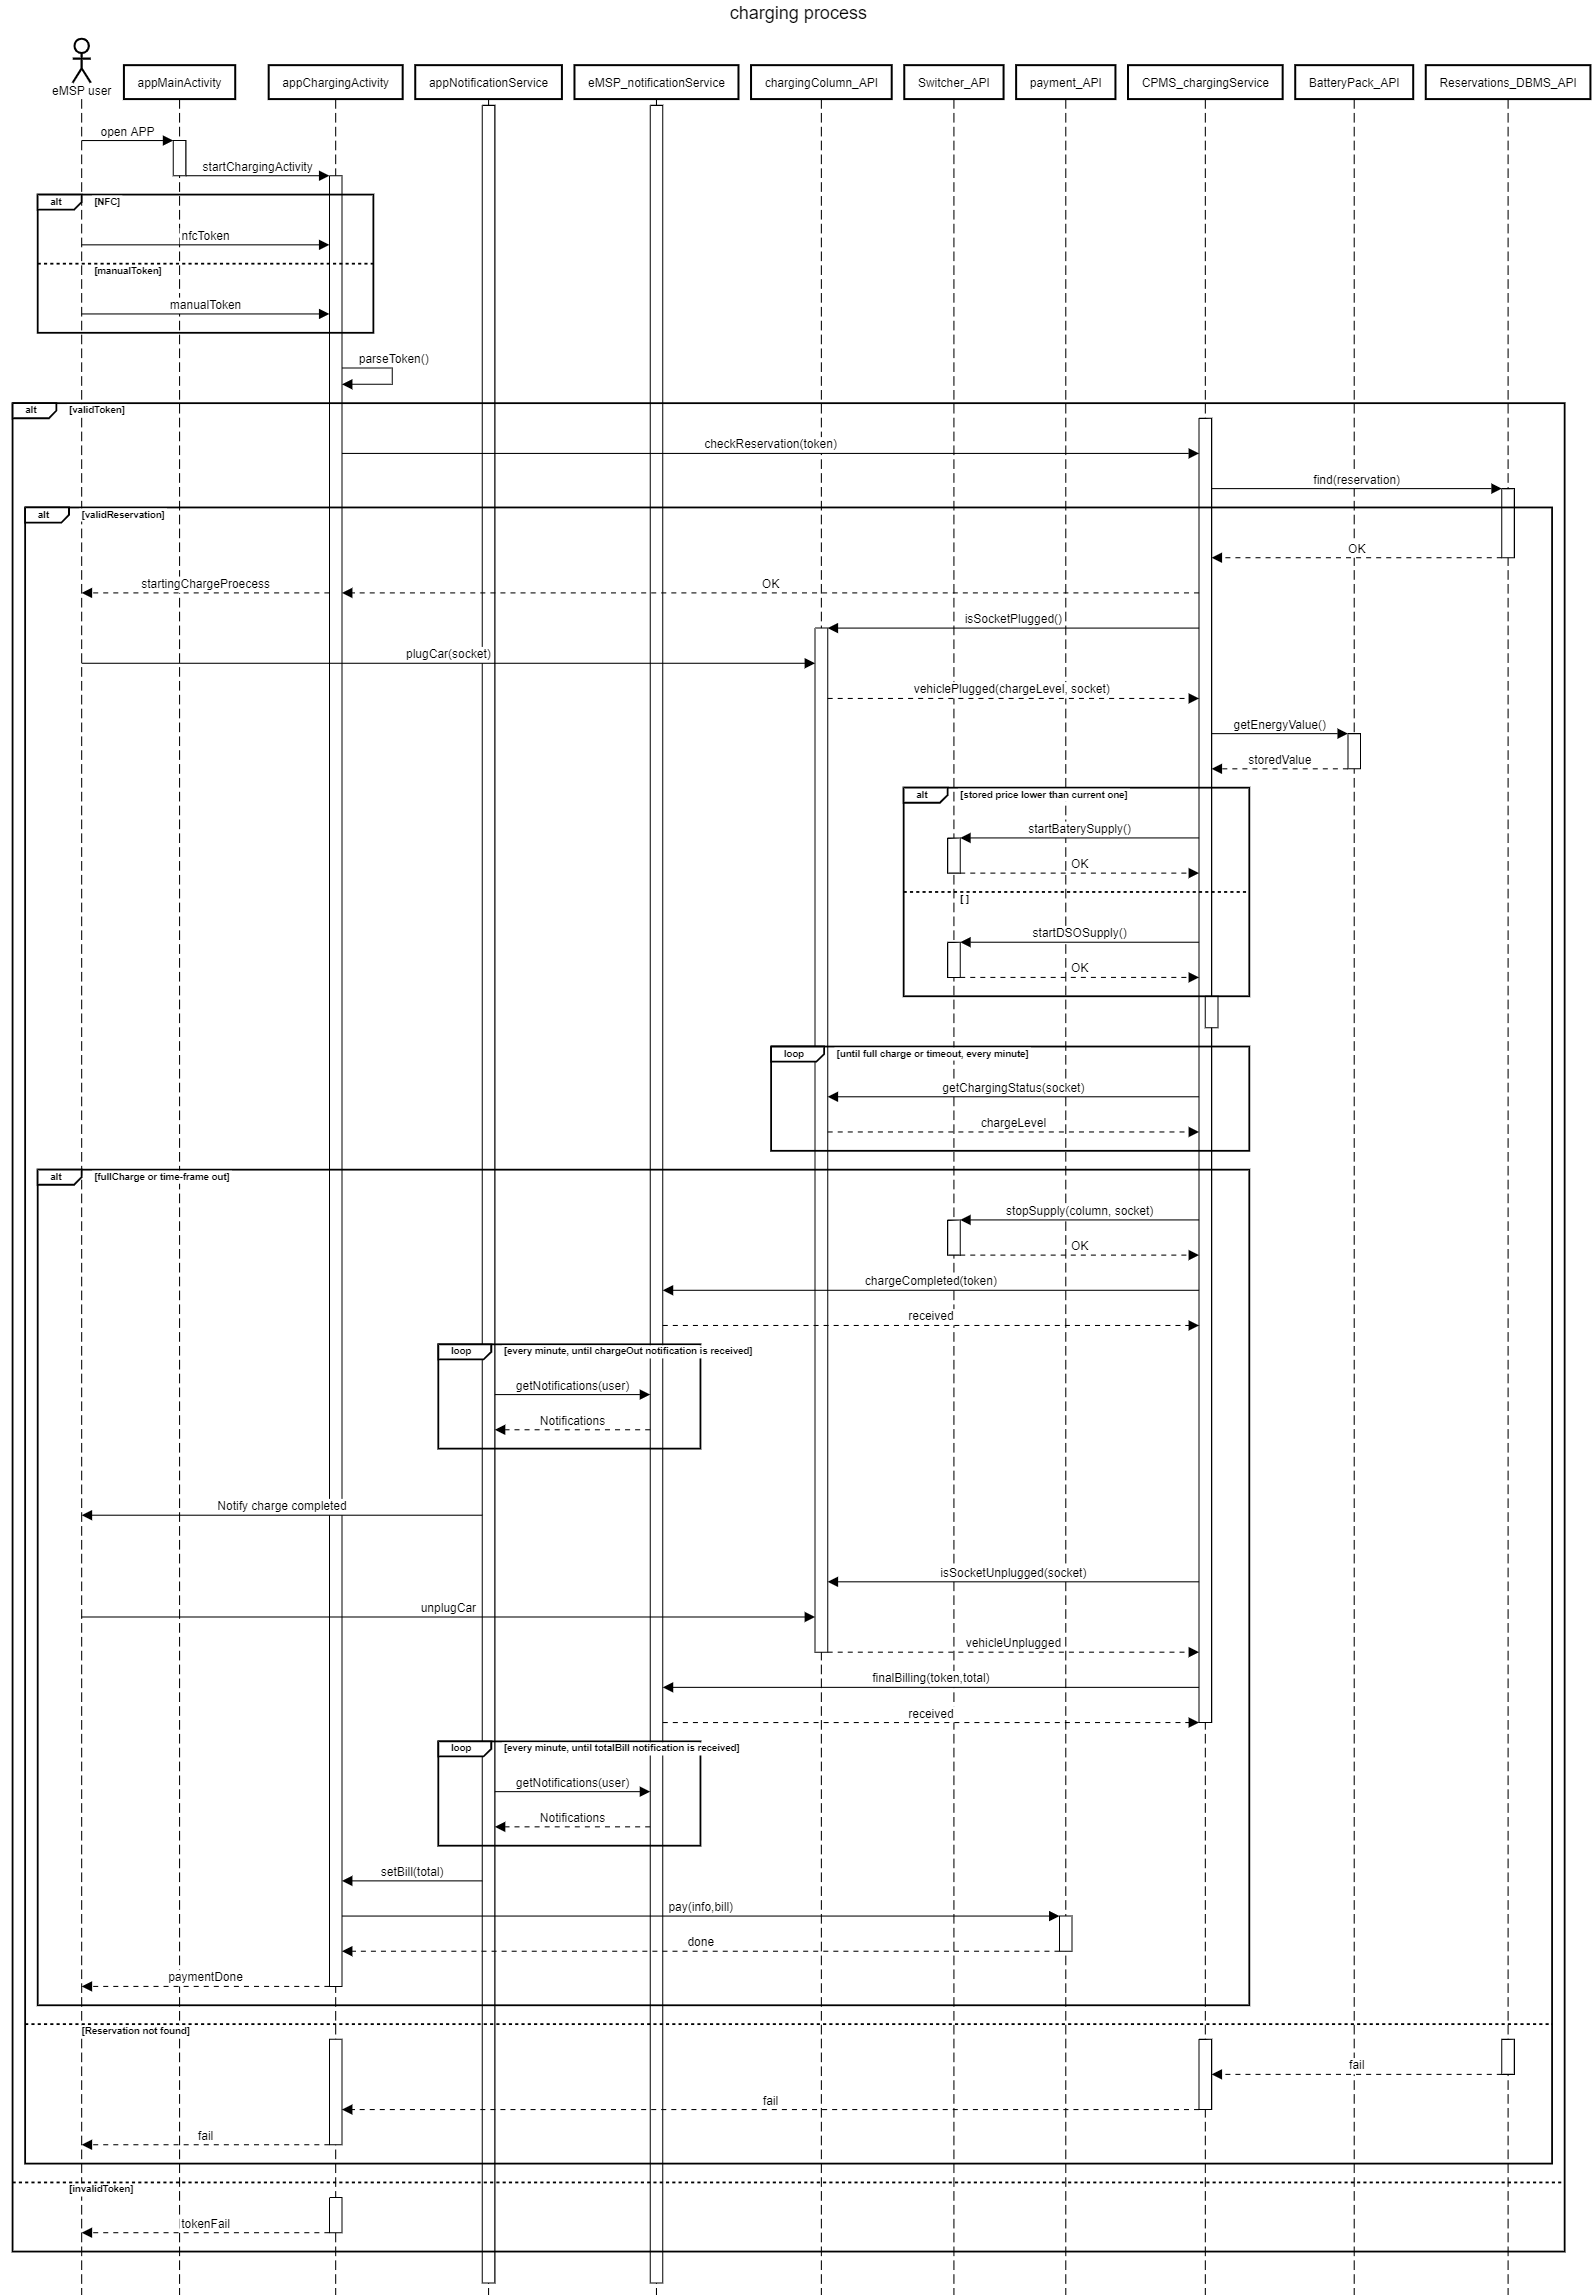 charging process
eMSP user
appMainActivity
appChargingActivity
appNotificationService
eMSP_notificationService
chargingColumn_API
Switcher_API
payment_API
CPMS_chargingService
BatteryPack_API
Reservations_DBMS_API
open APP
startChargingActivity
alt [NFC]
nfcToken
[manualToken]
manualToken
parseToken()
alt [validToken]
checkReservation(token)
find(reservation)
alt [validReservation]
OK
startingChargeProecess
OK
isSocketPlugged()
plugCar(socket)
vehiclePlugged(chargeLevel, socket)
getEnergyValue()
storedValue
alt [stored price lower than current one]
startBaterySupply()
OK
[ ]
startDSOSupply()
OK
loop [until full charge or timeout, every minute]
getChargingStatus(socket)
chargeLevel
alt [fullCharge or time-frame out]
stopSupply(column, socket)
OK
chargeCompleted(token)
received
loop [every minute, until chargeOut notification is received]
getNotifications(user)
Notifications
Notify charge completed
isSocketUnplugged(socket)
unplugCar
vehicleUnplugged
finalBilling(token,total)
received
loop [every minute, until totalBill notification is received]
getNotifications(user)
Notifications
setBill(total)
pay(info,bill)
done
paymentDone
[Reservation not found]
fail
fail
fail
[invalidToken]
tokenFail